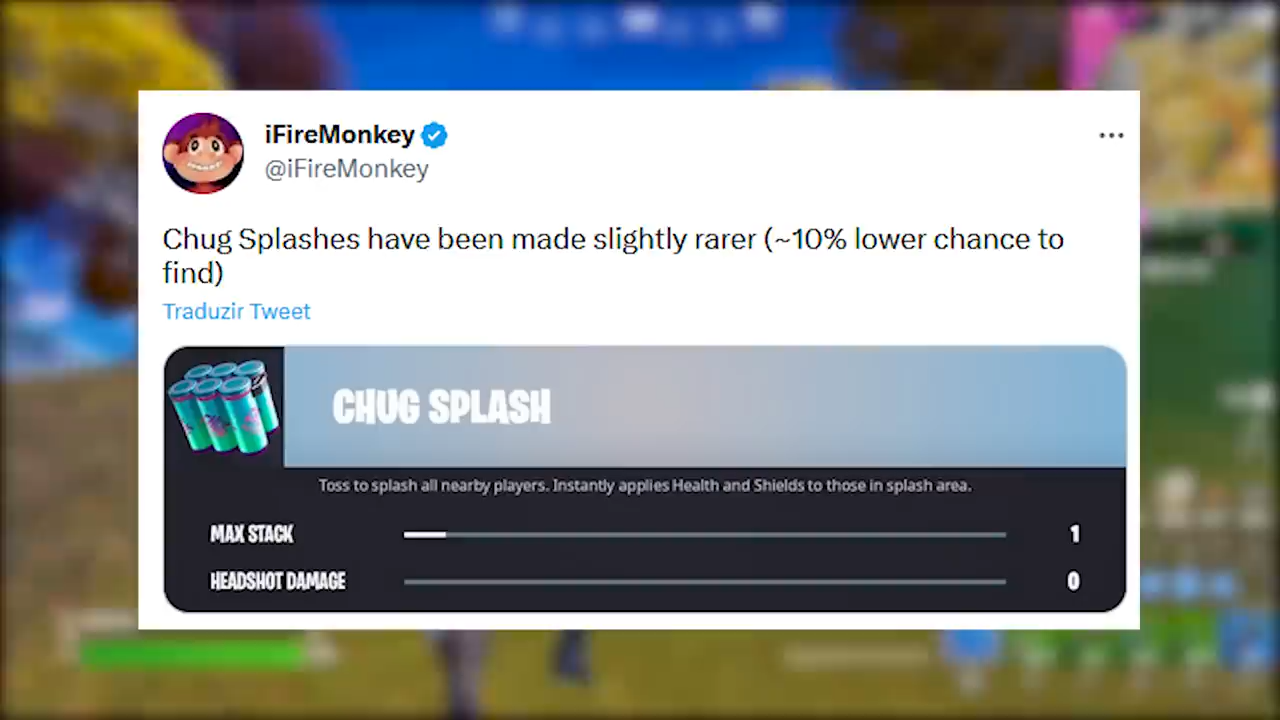 iFireMonkey
@iFireMonkey
Chug Splashes have been made slightly rarer (~10% lower chance to
find)
Traduzir Tweet
CHUG SPLASH
Toss to splash all nearby players. Instantly applies Health and Shields to those in splash area.
MAX STACK 1
HEADSHOT DAMAGE 0